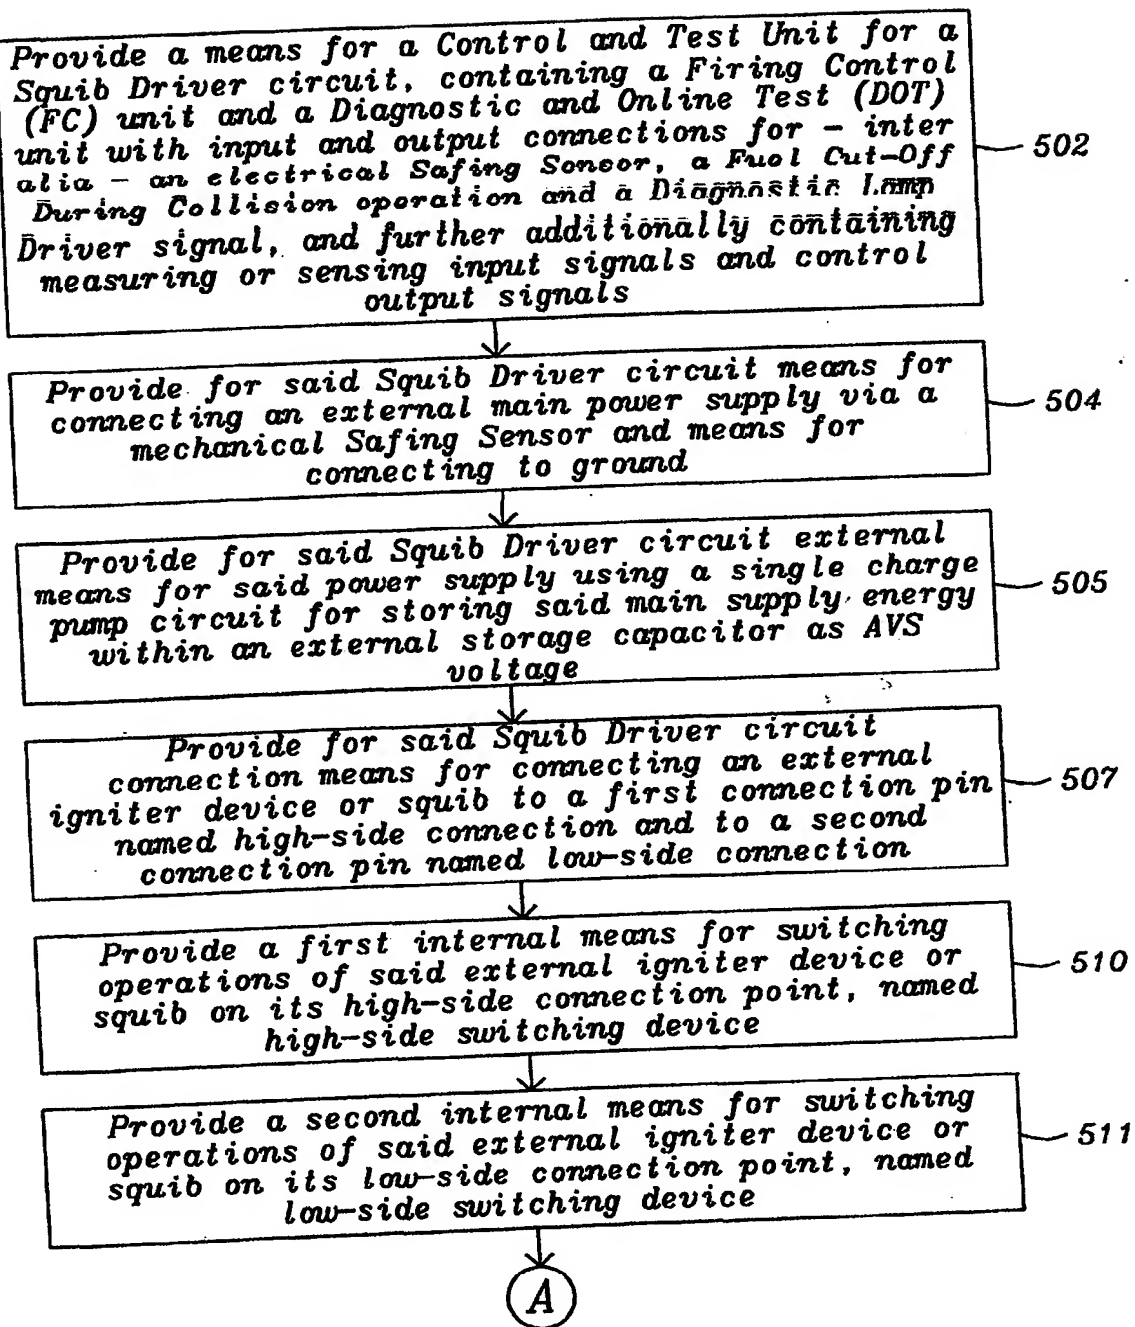 Provide a means for a Control and Test Unit for a
Squib Driver circuit, containing a Firing Control
(FC) unit and a Diagnostic and Online Test (DOT)
unit with input and output connections for - inter
alia - an electrical Safing Sensor, a Fuel Cut-Off
During Collision operation and a Diagnostic Lamp
Driver signal, and further additionally containing
measuring or sensing input signals and control
output signals
502
Provide for said Squib Driver circuit means for
connecting an external main power supply via a
mechanical Safing Sensor and means for
connecting to ground
504
Provide for said Squib Driver circuit external
means for said power supply using a single charge
pump circuit for storing said main supply energy
within an external storage capacitor as AVS
voltage
505
Provide for said Squib Driver circuit
connection means for connecting an external
igniter device or squib to a first connection pin
named high-side connection and to a second
connection pin named low-side connection
507
Provide a first internal means for switching
operations of said external igniter device or
squib on its high-side connection point, named
high-side switching device
510
Provide a second internal means for switching
operations of said external igniter device or
squib on its low-side connection point, named
low-side switching device
511
A